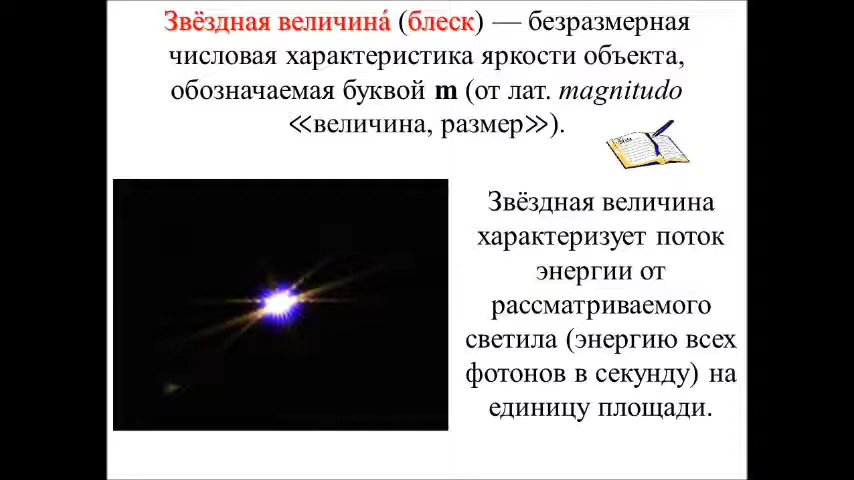 Звёздная величина́ (блеск) — безразмерная
числовая характеристика яркости объекта,
обозначаемая буквой m (от лат. magnitudo
≪величина, размер≫).
Звёздная величина
характеризует поток
энергии от
рассматриваемого
светила (энергию всех
фотонов в секунду) на
единицу площади.